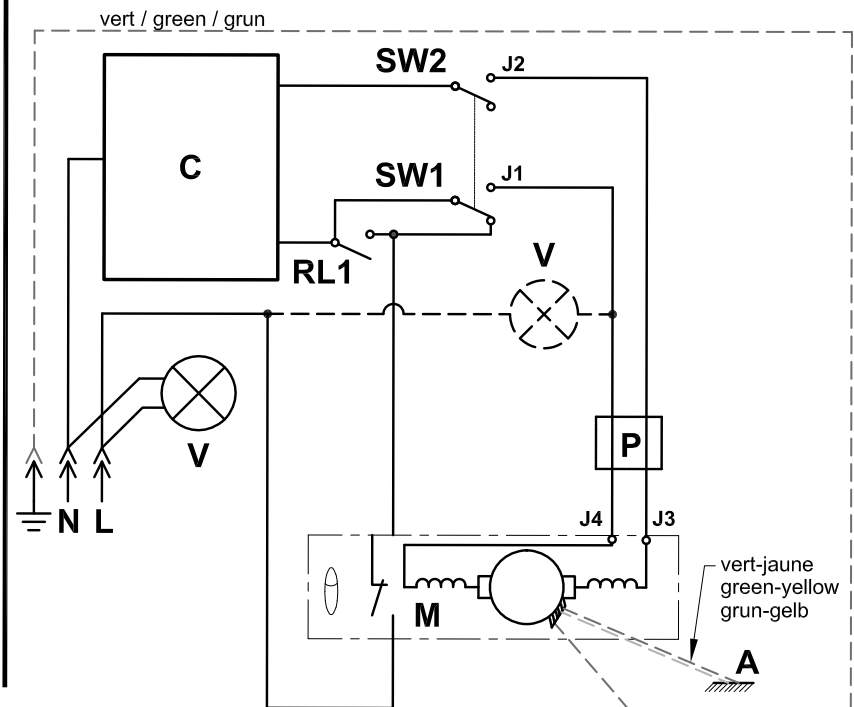 vert / green / grun
SW2
J2
C
SW1
J1
RL1
V
V
P
N
L
J4
J3
M
vert-jaune
green-yellow
grun-gelb
A